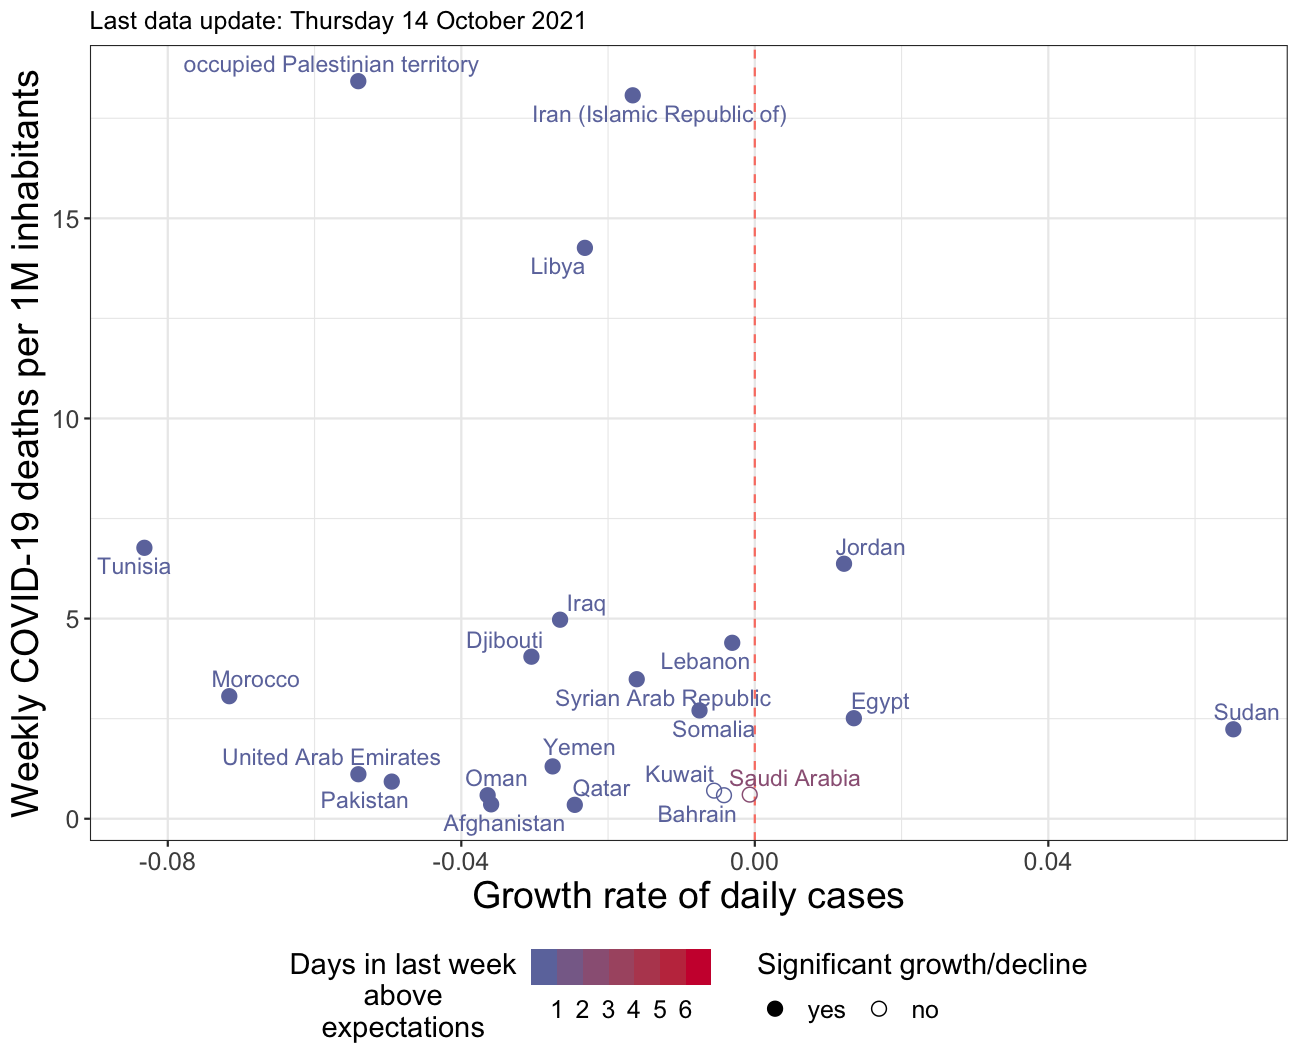 Last data update: Thursday 14 October 2021
occupied Palestinian territory
Iran (Islamic Republic of)
Libya
Tunisia
Jordan
Iraq
Djibouti
Lebanon
Morocco
Syrian Arab Republic
Egypt
Sudan
Somalia
Yemen
United Arab Emirates
Kuwait
Saudi Arabia
Oman
Qatar
Pakistan
Bahrain
Afghanistan
Weekly COVID-19 deaths per 1M inhabitants
15
10
5
0
-0.08
-0.04
0.00
0.04
Growth rate of daily cases
Days in last week
above
expectations
1 2 3 4 5 6
Significant growth/decline
yes
no